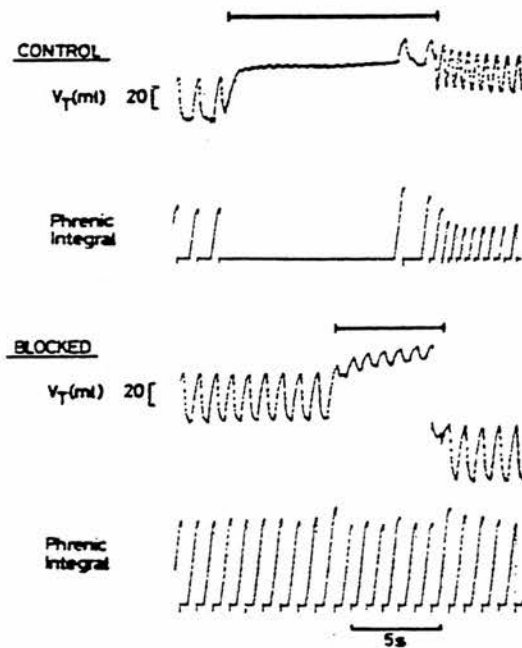 CONTROL
V_T(ml) 20
Phrenic
Integral
BLOCKED
V_T(ml) 20
Phrenic
Integral
5s